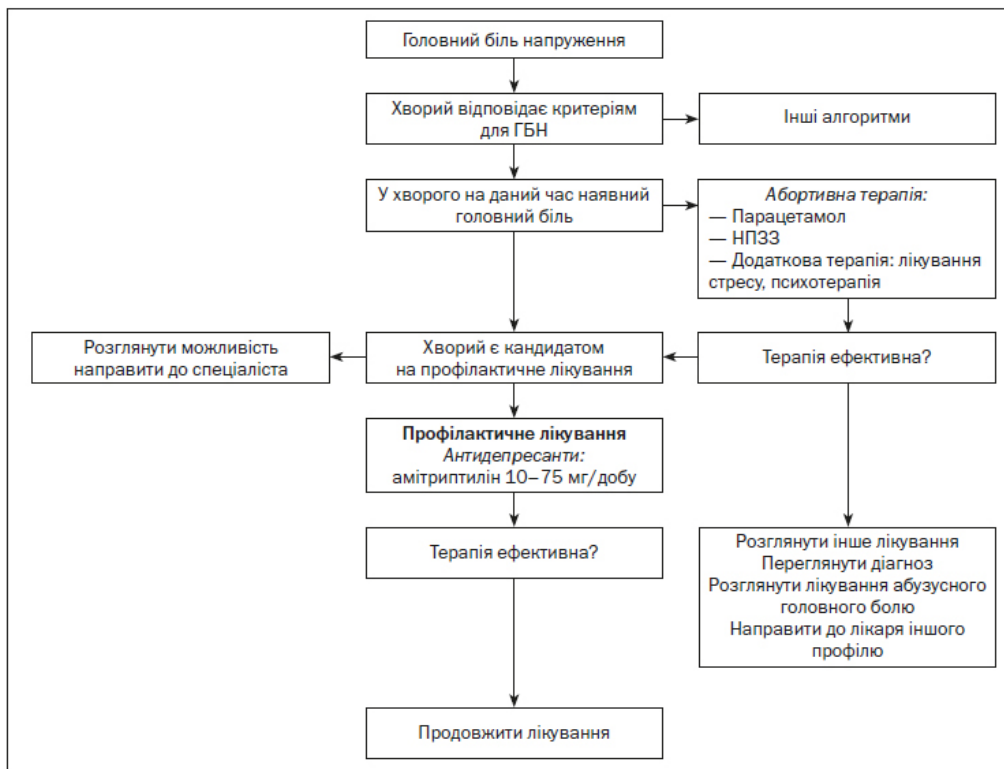 Головний біль напруження
Хворий відповідає критеріям
для ГБН
Інші алгоритми
У хворого на даний час наявний
головний біль
Абортивна терапія:
— Парацетамол
— НПЗЗ
— Додаткова терапія: лікування
стресу, психотерапія
Розглянути можливість
направити до спеціаліста
Хворий є кандидатом
на профілактичне лікування
Терапія ефективна?
Профілактичне лікування
Антидепресанти:
амітриптилін 10–75 мг/добу
Терапія ефективна?
Розглянути інше лікування
Переглянути діагноз
Розглянути лікування абузусного
головного болю
Направити до лікаря іншого
профілю
Продовжити лікування